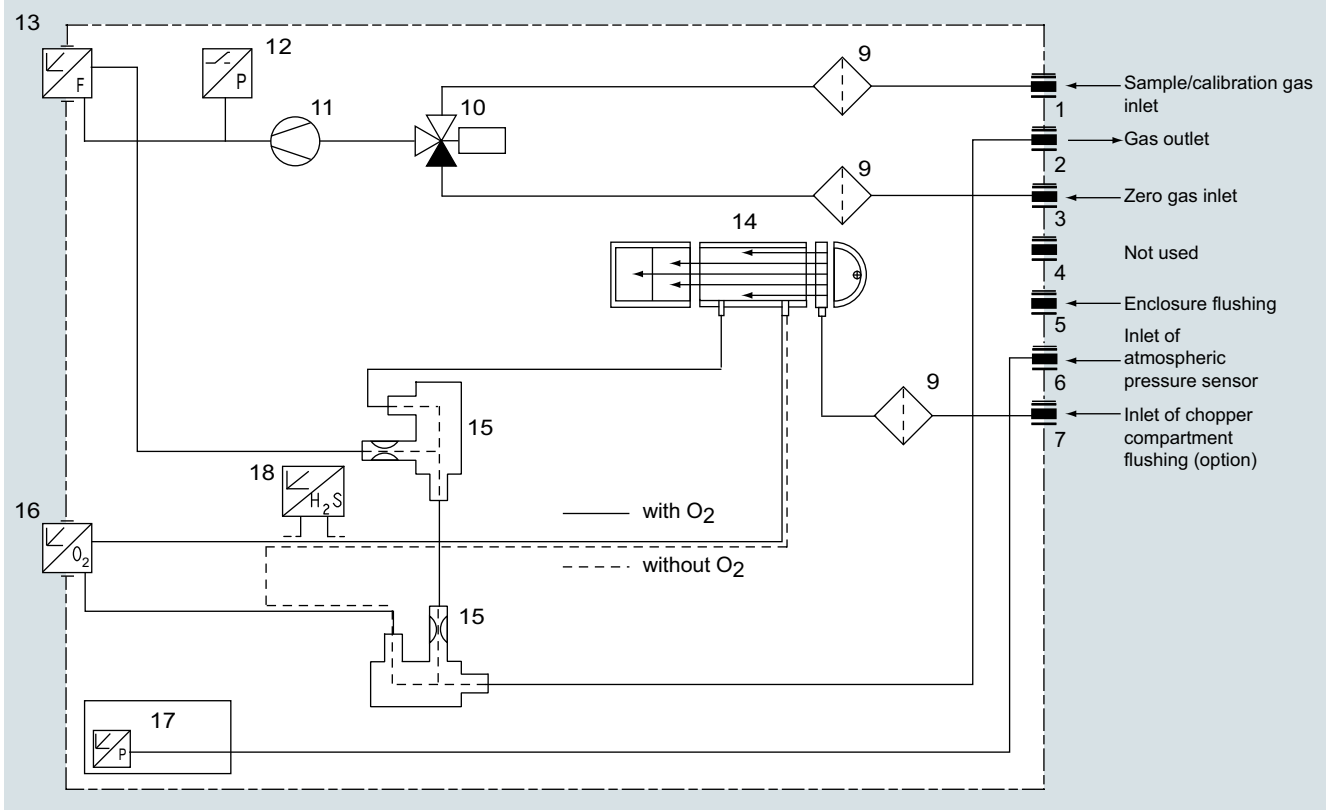 13
F
12
P
11
10
9
1
Sample/calibration gas
inlet
2
Gas outlet
9
3
Zero gas inlet
14
4
Not used
5
Enclosure flushing
6
Inlet of
atmospheric
pressure sensor
9
7
Inlet of chopper
compartment
flushing (option)
15
18
H2S
16
O2
with O2
without O2
15
17
P